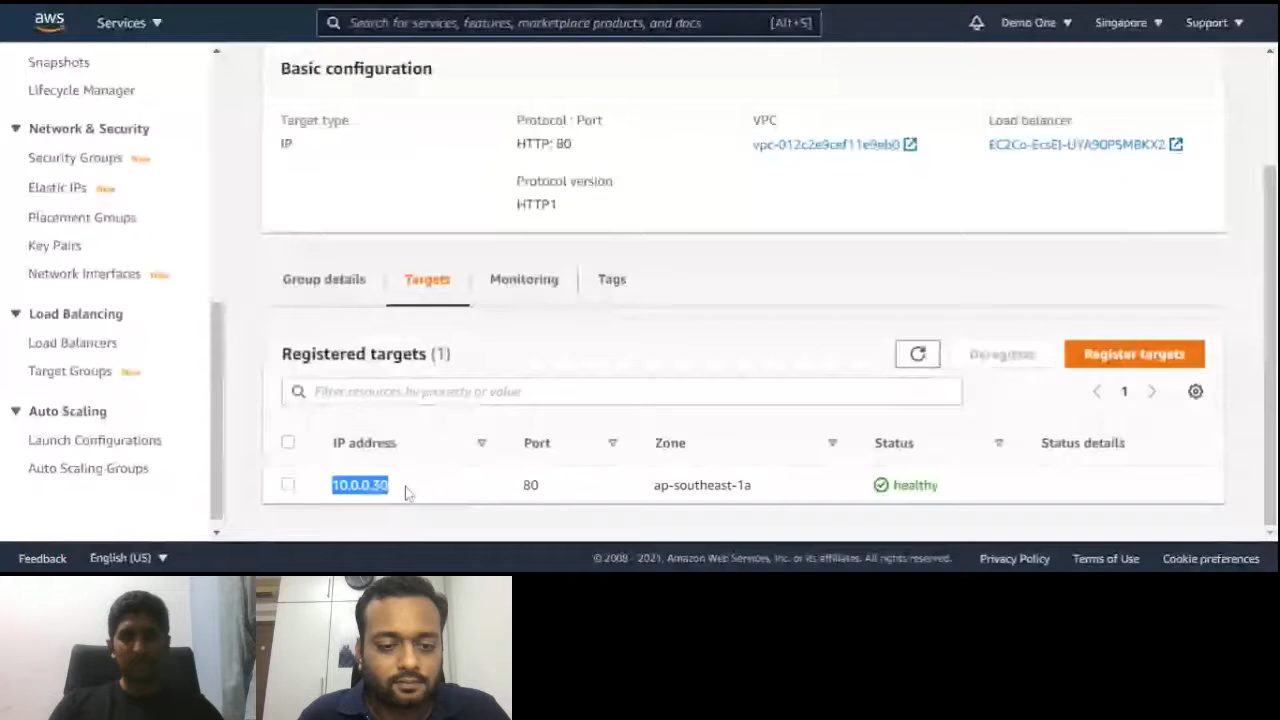 aws Services Search for services, features, marketplace products, and docs [Alt+S] Demo One Singapore Support
Snapshots
Lifecycle Manager
Network & Security
Security Groups New
Elastic IPs New
Placement Groups
Key Pairs
Network Interfaces New
Load Balancing
Load Balancers
Target Groups New
Auto Scaling
Launch Configurations
Auto Scaling Groups
Basic configuration
Target type
IP
Protocol : Port
HTTP: 80
Protocol version
HTTP1
VPC
vpc-012c2e9cef11e9eb0
Load balancer
Group details Targets Monitoring Tags
Registered targets (1) Deregister Register targets
Filter resources by property or value 1
IP address Port Zone Status Status details
10.0.0.30 80 ap-southeast-1a healthy
Feedback English (US) © 2008 - 2021, Amazon Web Services, Inc. or its affiliates. All rights reserved. Privacy Policy Terms of Use Cookie preferences